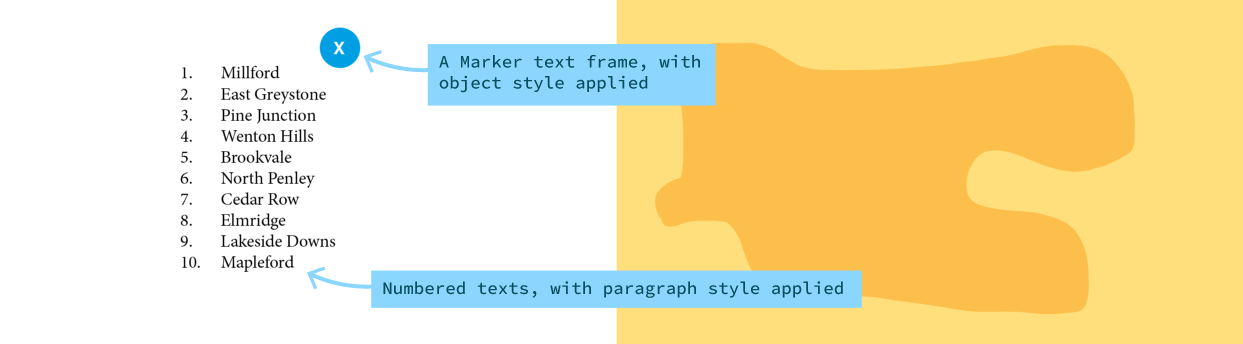 X
A Marker text frame, with
object style applied
1. Millford
2. East Greystone
3. Pine Junction
4. Wenton Hills
5. Brookvale
6. North Penley
7. Cedar Row
8. Elmridge
9. Lakeside Downs
10. Mapleford
Numbered texts, with paragraph style applied